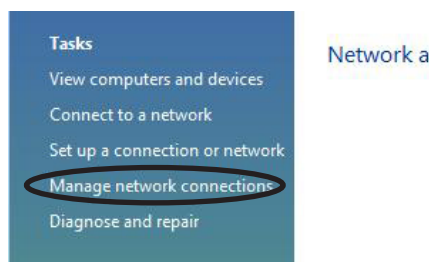 Tasks
View computers and devices
Connect to a network
Set up a connection or network
Manage network connections
Diagnose and repair
Network a